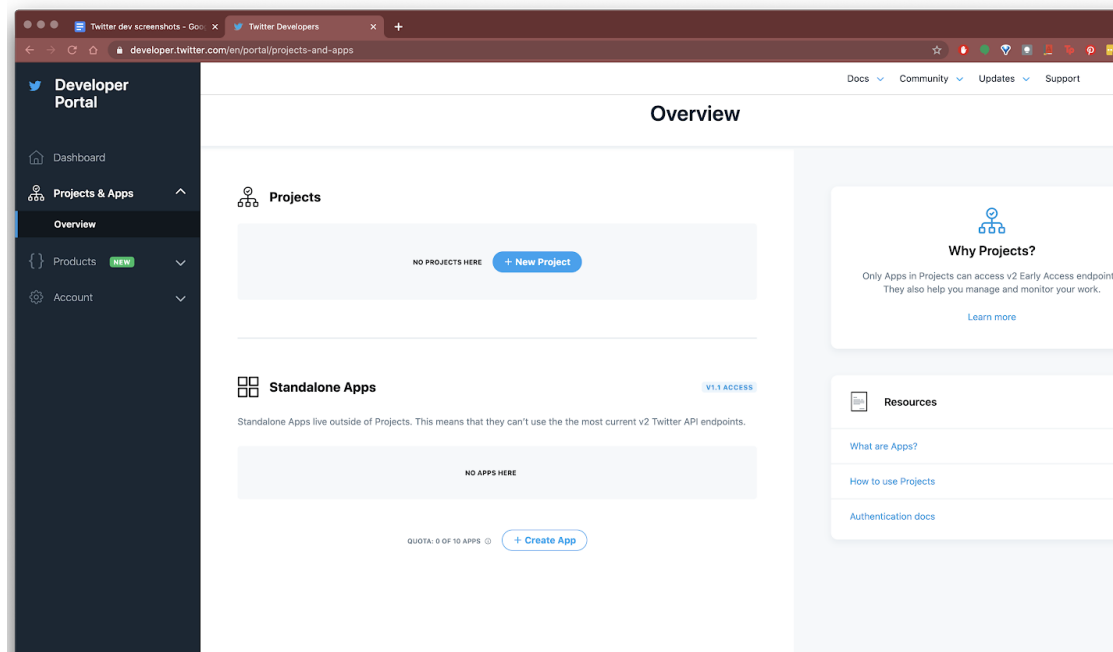 Twitter dev screenshots - Goo
Twitter Developers
developer.twitter.com/en/portal/projects-and-apps
Developer
Portal
Docs
Community
Updates
Support
Overview
Dashboard
Projects & Apps
Overview
Products NEW
Account
Projects
NO PROJECTS HERE
+ New Project
Standalone Apps
V1.1 ACCESS
Standalone Apps live outside of Projects. This means that they can't use the the most current v2 Twitter API endpoints.
NO APPS HERE
QUOTA: 0 OF 10 APPS
+ Create App
Why Projects?
Only Apps in Projects can access v2 Early Access endpoint
They also help you manage and monitor your work.
Learn more
Resources
What are Apps?
How to use Projects
Authentication docs